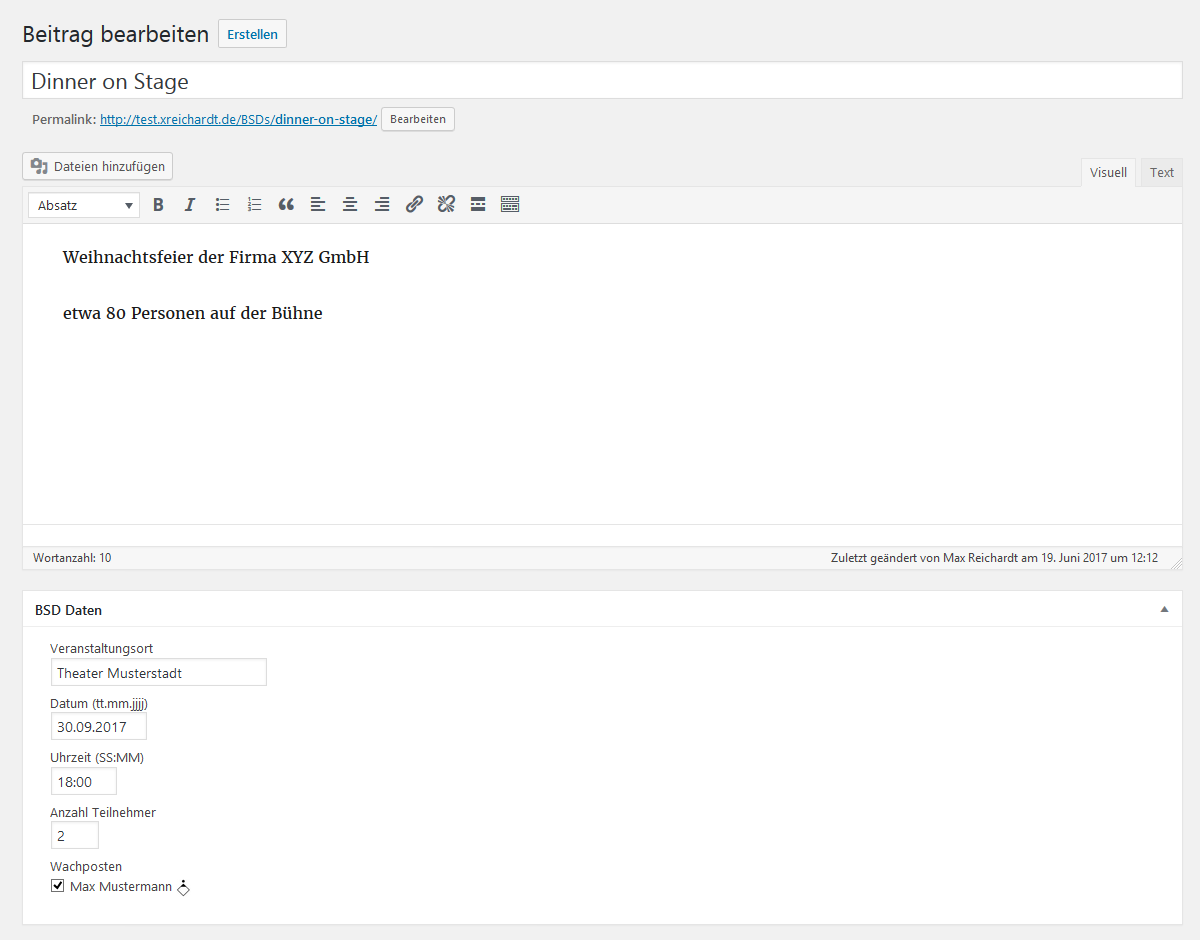 Beitrag bearbeiten Erstellen
Dinner on Stage
Permalink: http://test.xreichardt.de/BSDs/dinner-on-stage/ Bearbeiten
Dateien hinzufügen
Visuell Text
Absatz B I
Weihnachtsfeier der Firma XYZ GmbH
etwa 80 Personen auf der Bühne
Wortanzahl: 10
Zuletzt geändert von Max Reichardt am 19. Juni 2017 um 12:12
BSD Daten
Veranstaltungsort
Theater Musterstadt
Datum (tt.mm.jjjj)
30.09.2017
Uhrzeit (SS:MM)
18:00
Anzahl Teilnehmer
2
Wachposten
Max Mustermann